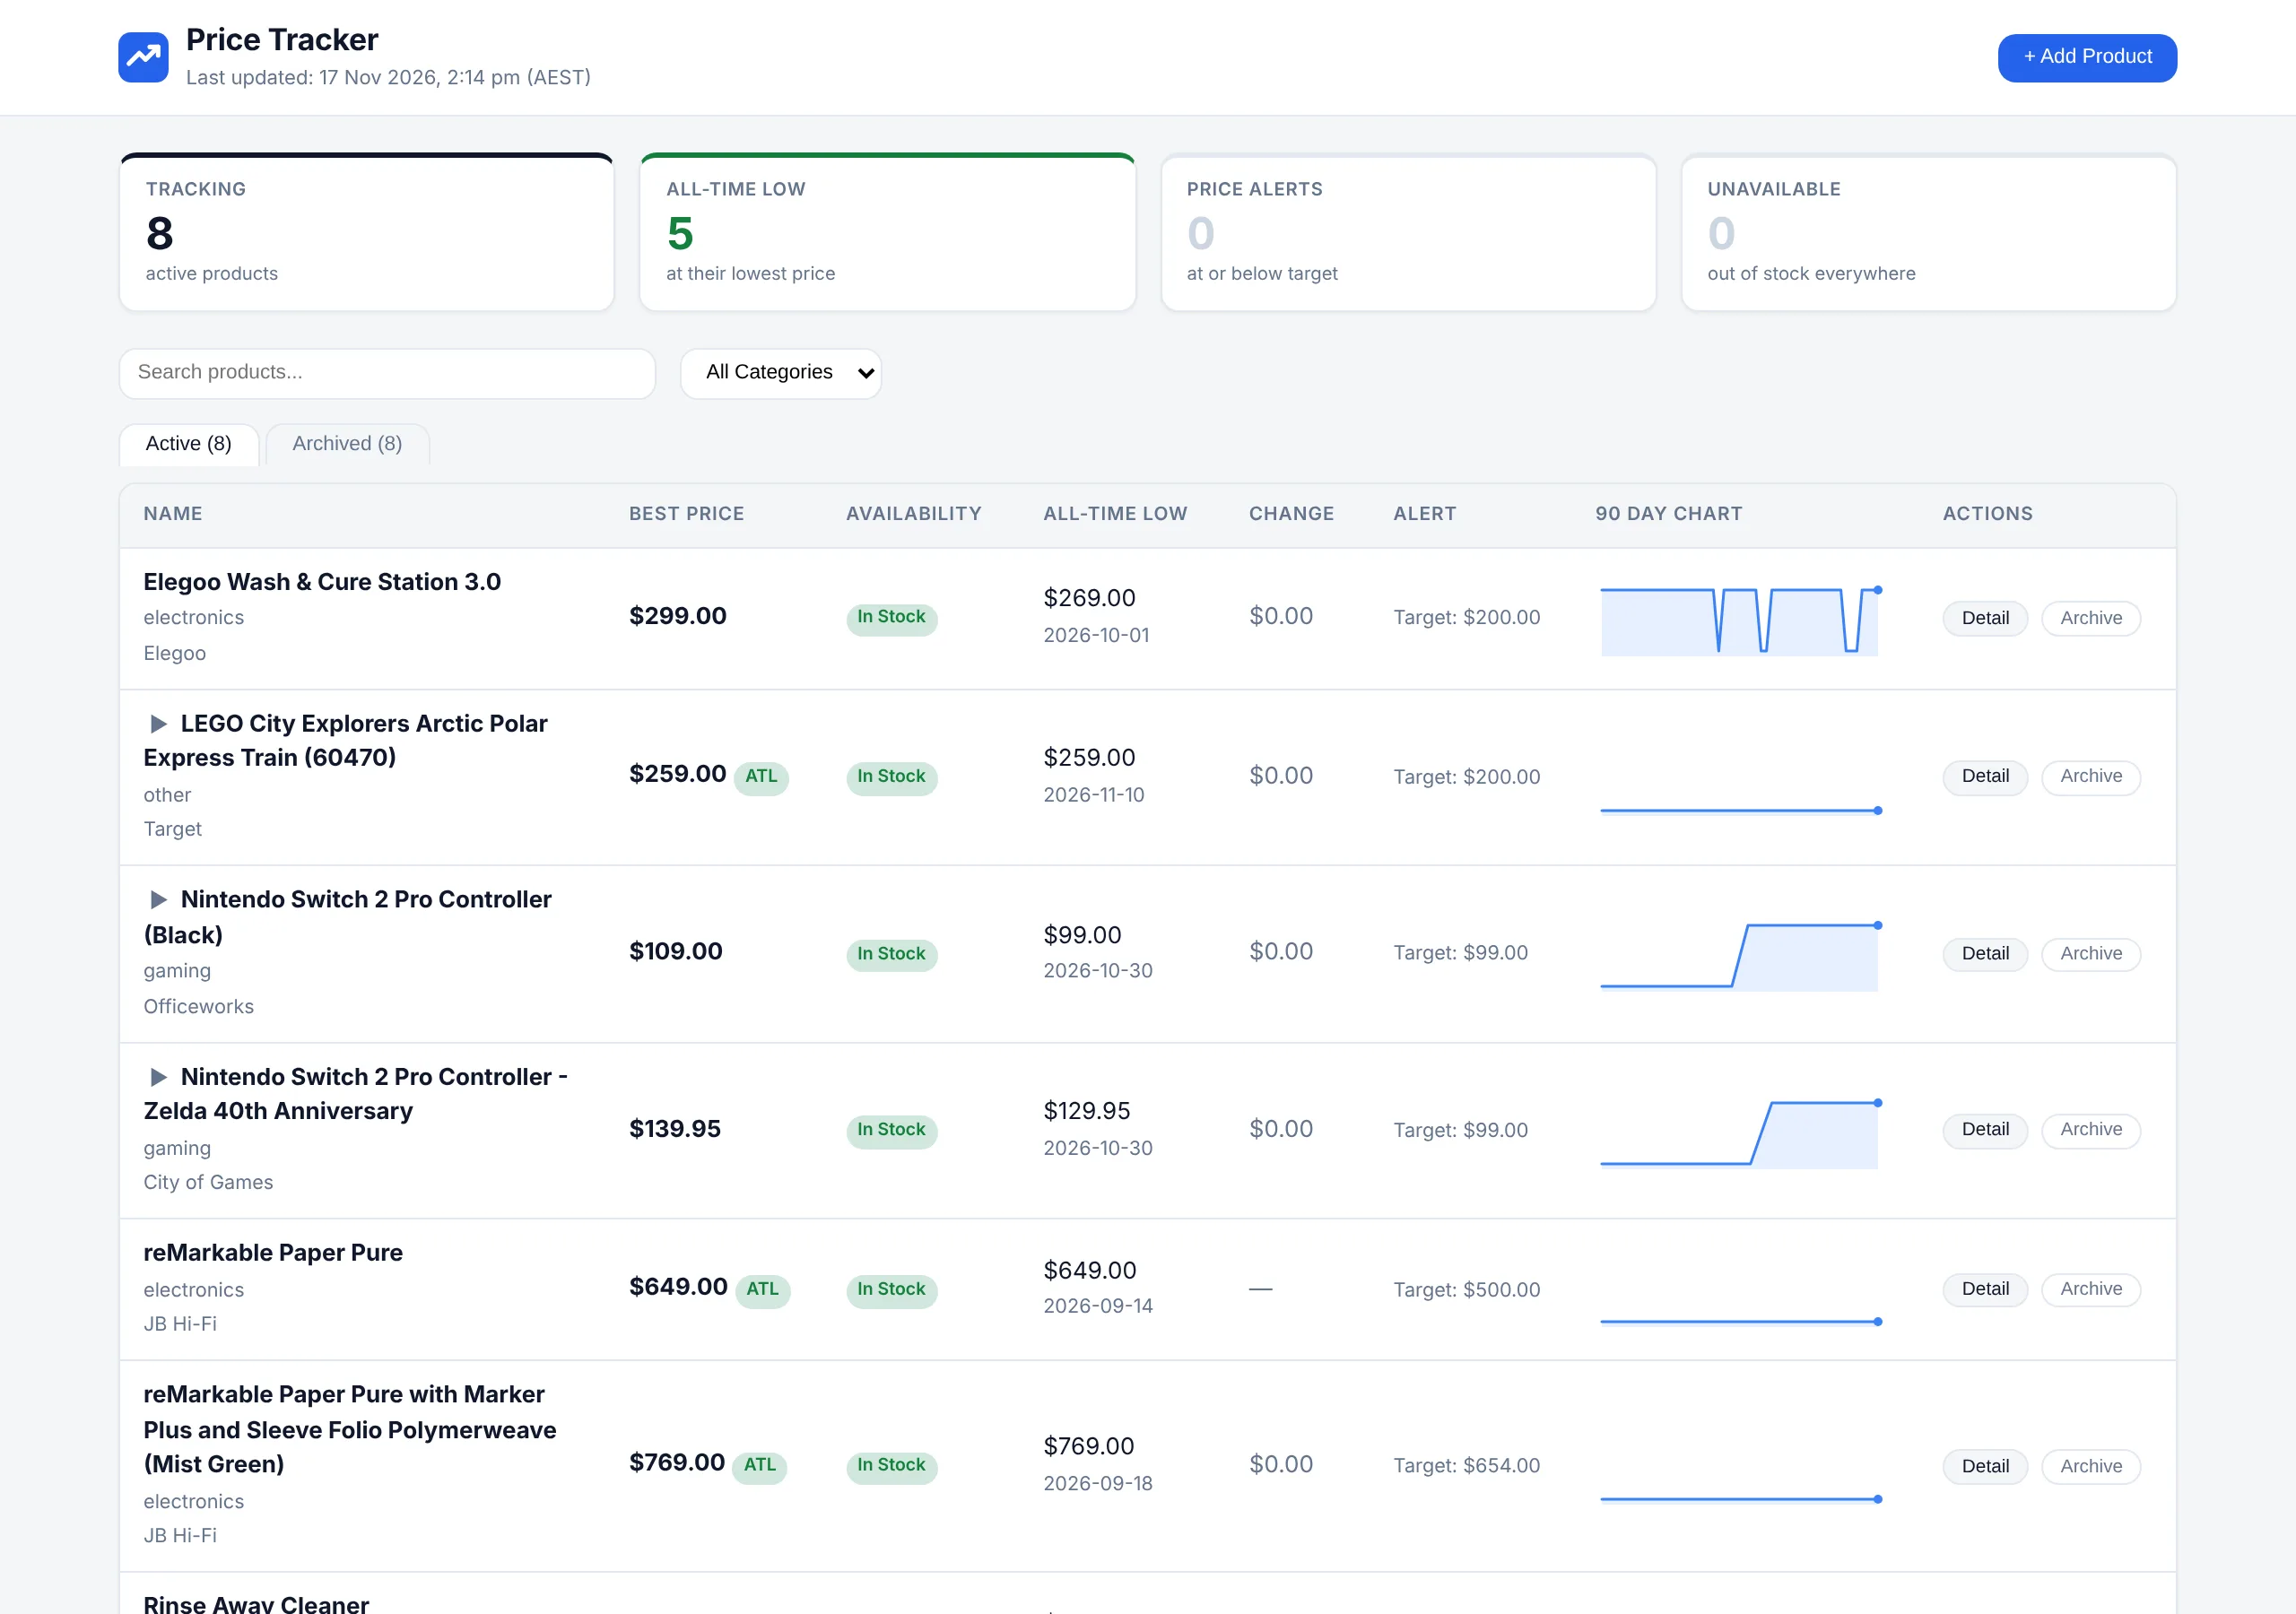 Price Tracker
Last updated: 17 Nov 2026, 2:14 pm (AEST)
+ Add Product
TRACKING
8
active products
ALL-TIME LOW
5
at their lowest price
PRICE ALERTS
0
at or below target
UNAVAILABLE
0
out of stock everywhere
Search products...
All Categories
Active (8)
Archived (8)
NAME BEST PRICE AVAILABILITY ALL-TIME LOW CHANGE ALERT 90 DAY CHART ACTIONS
Elegoo Wash & Cure Station 3.0
electronics
Elegoo
$299.00
In Stock
$269.00
2026-10-01
$0.00
Target: $200.00
Detail
Archive
LEGO City Explorers Arctic Polar
Express Train (60470)
other
Target
$259.00 ATL
In Stock
$259.00
2026-11-10
$0.00
Target: $200.00
Detail
Archive
Nintendo Switch 2 Pro Controller
(Black)
gaming
Officeworks
$109.00
In Stock
$99.00
2026-10-30
$0.00
Target: $99.00
Detail
Archive
Nintendo Switch 2 Pro Controller -
Zelda 40th Anniversary
gaming
City of Games
$139.95
In Stock
$129.95
2026-10-30
$0.00
Target: $99.00
Detail
Archive
reMarkable Paper Pure
electronics
JB Hi-Fi
$649.00 ATL
In Stock
$649.00
2026-09-14
—
Target: $500.00
Detail
Archive
reMarkable Paper Pure with Marker
Plus and Sleeve Folio Polymerweave
(Mist Green)
electronics
JB Hi-Fi
$769.00 ATL
In Stock
$769.00
2026-09-18
$0.00
Target: $654.00
Detail
Archive
Rinse Away Cleaner